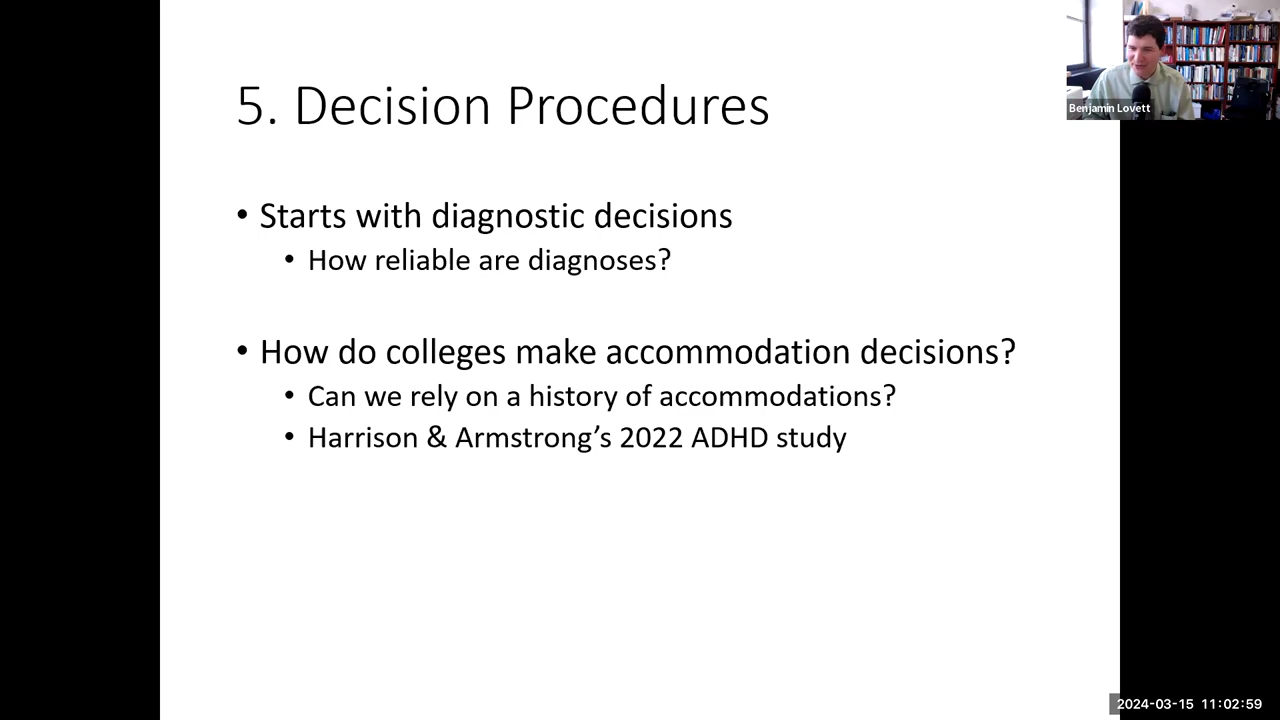 5. Decision Procedures
• Starts with diagnostic decisions
• How reliable are diagnoses?
• How do colleges make accommodation decisions?
• Can we rely on a history of accommodations?
• Harrison & Armstrong’s 2022 ADHD study
Benjamin Lovett
2024-03-15 11:02:59